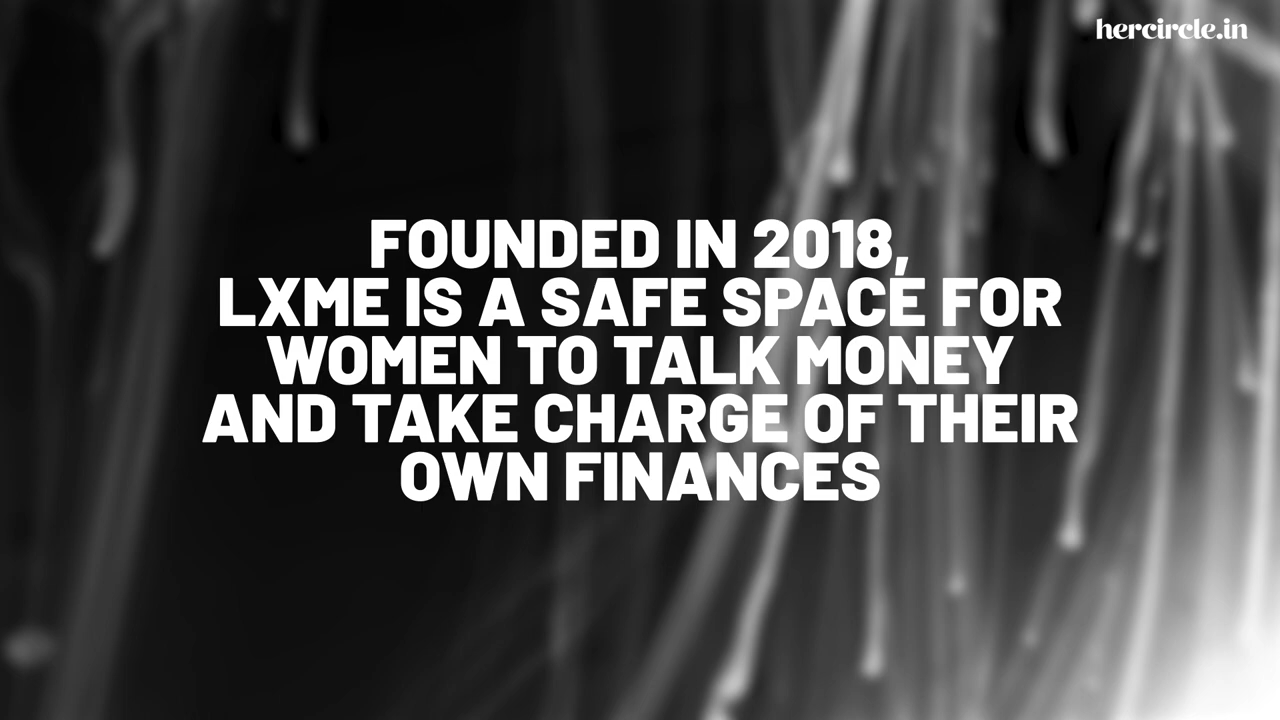 hercircle.in
FOUNDED IN 2018,
LXME IS A SAFE SPACE FOR
WOMEN TO TALK MONEY
AND TAKE CHARGE OF THEIR
OWN FINANCES